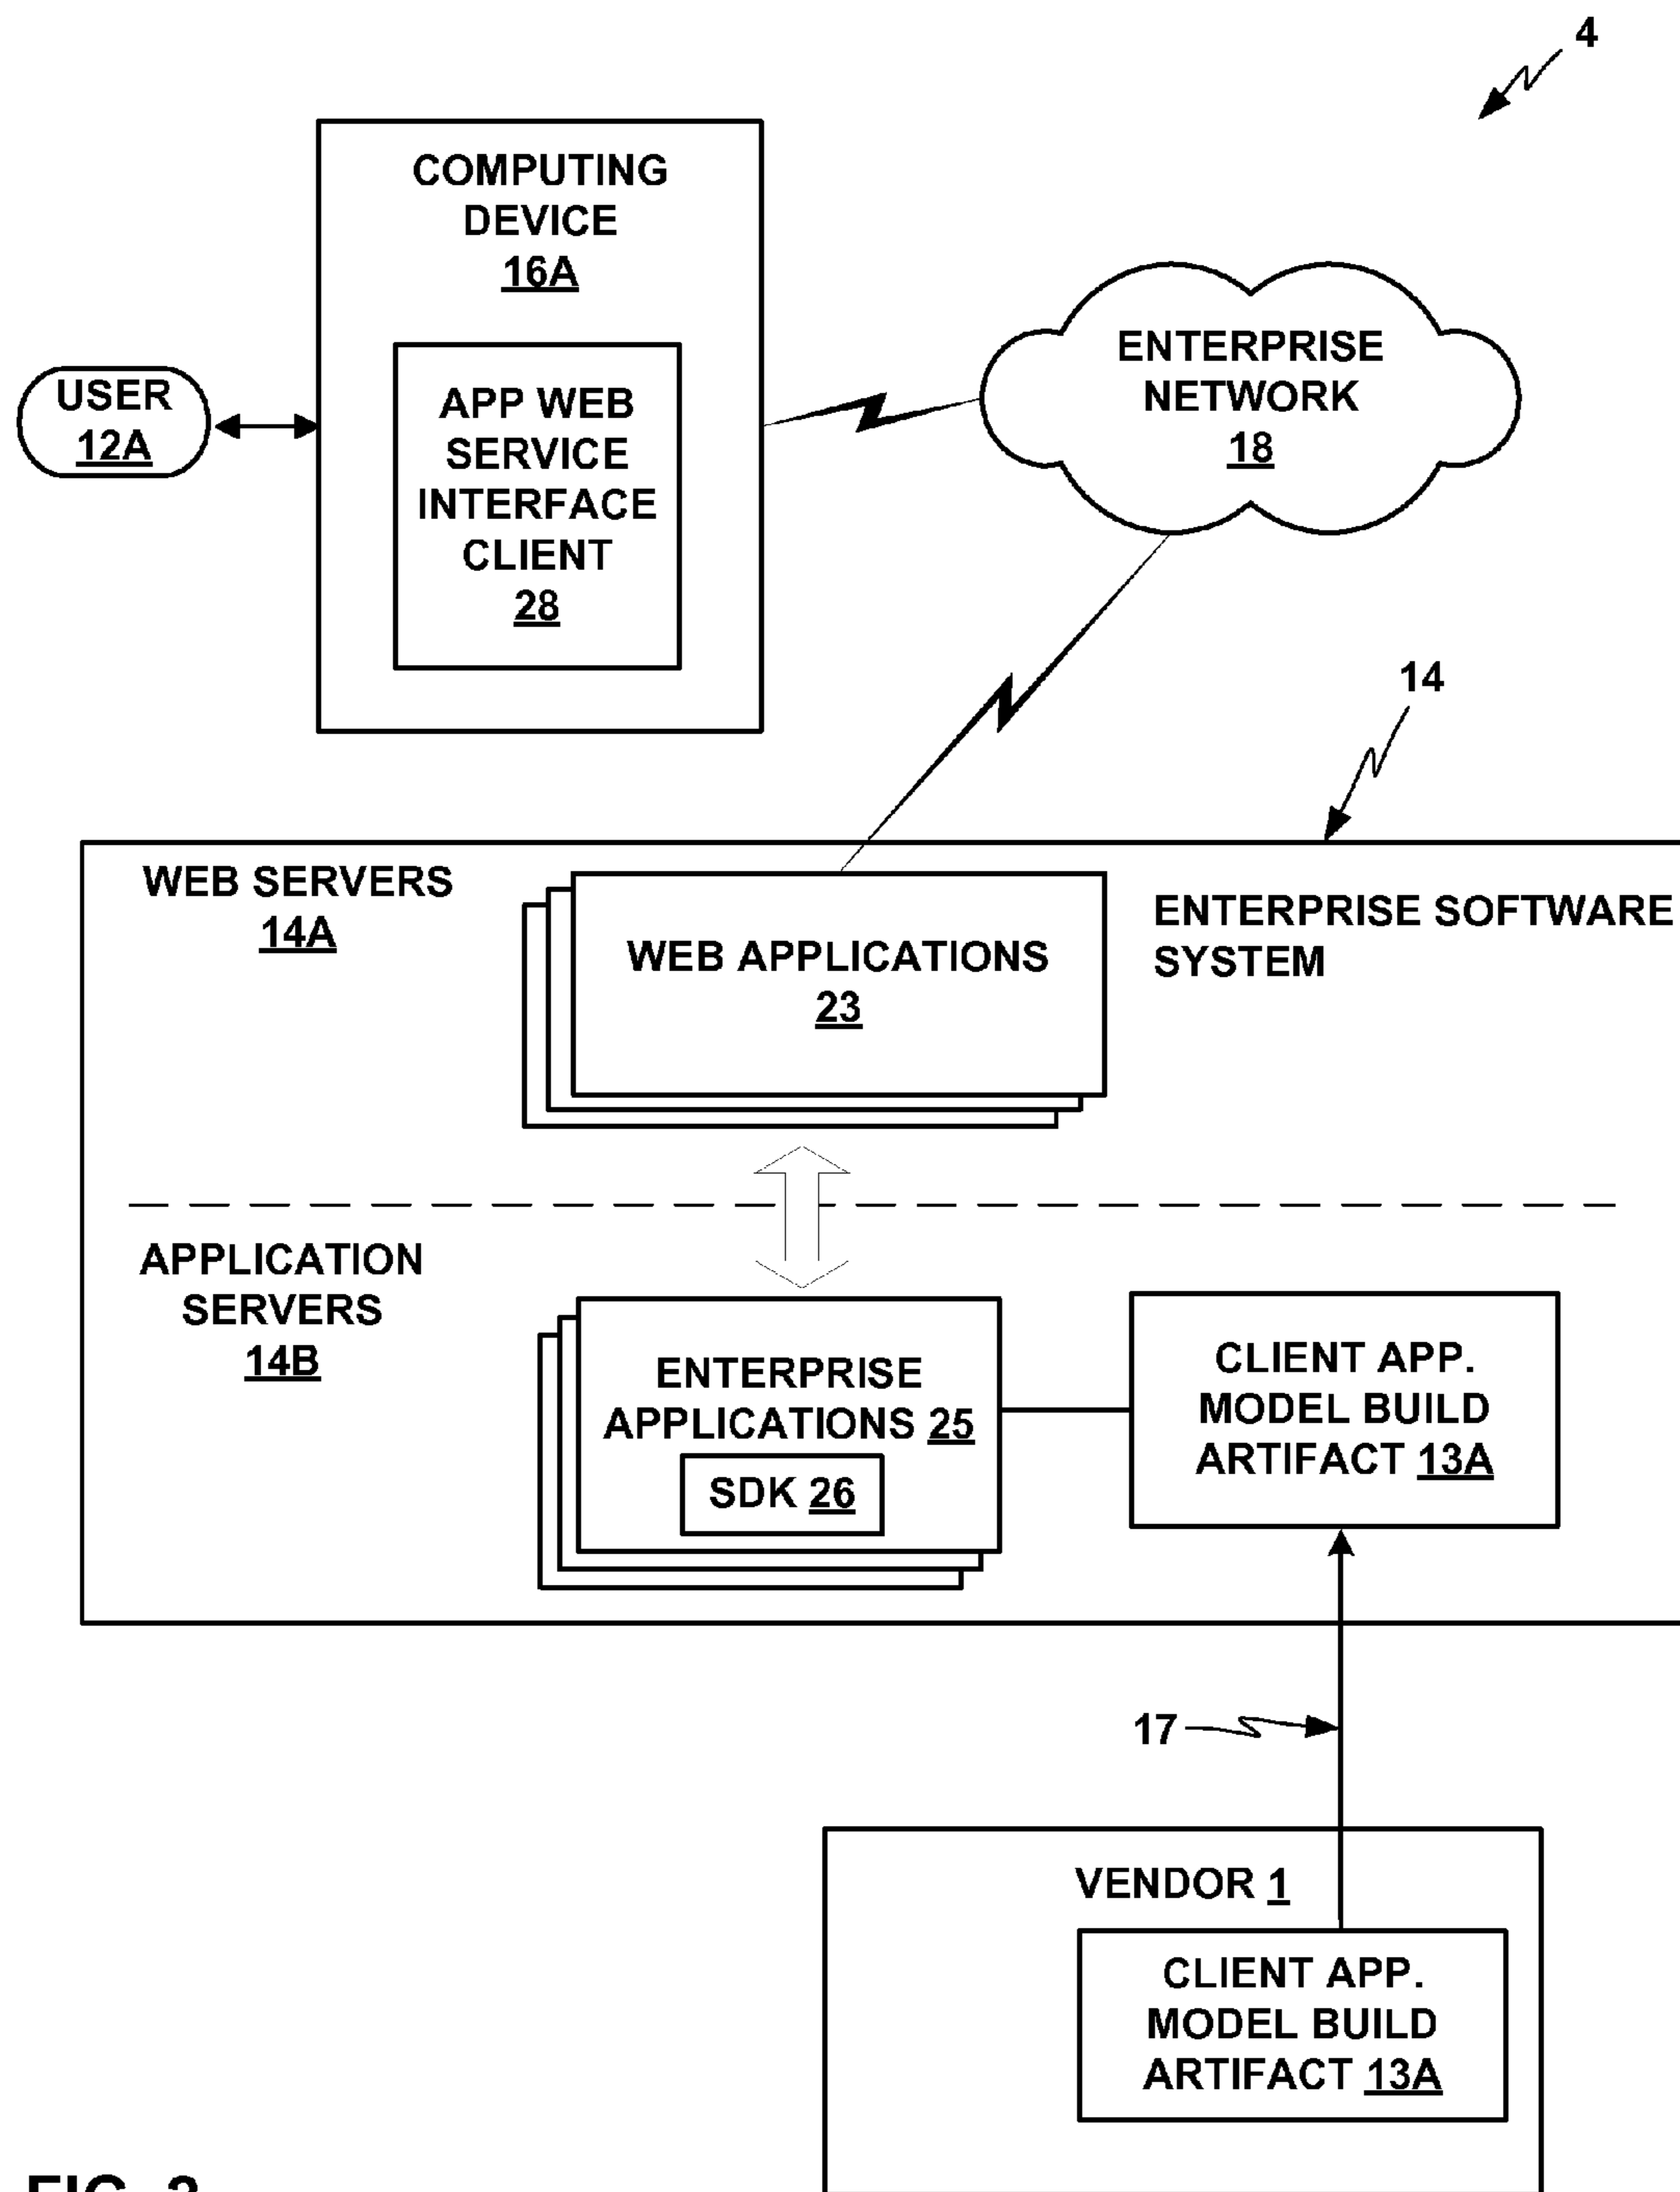 4
COMPUTING
DEVICE
16A
USER
12A
APP WEB
SERVICE
INTERFACE
CLIENT
28
ENTERPRISE
NETWORK
18
14
WEB SERVERS
14A
WEB APPLICATIONS
23
ENTERPRISE SOFTWARE
SYSTEM
APPLICATION
SERVERS
14B
ENTERPRISE
APPLICATIONS 25
SDK 26
CLIENT APP.
MODEL BUILD
ARTIFACT 13A
17
VENDOR 1
CLIENT APP.
MODEL BUILD
ARTIFACT 13A